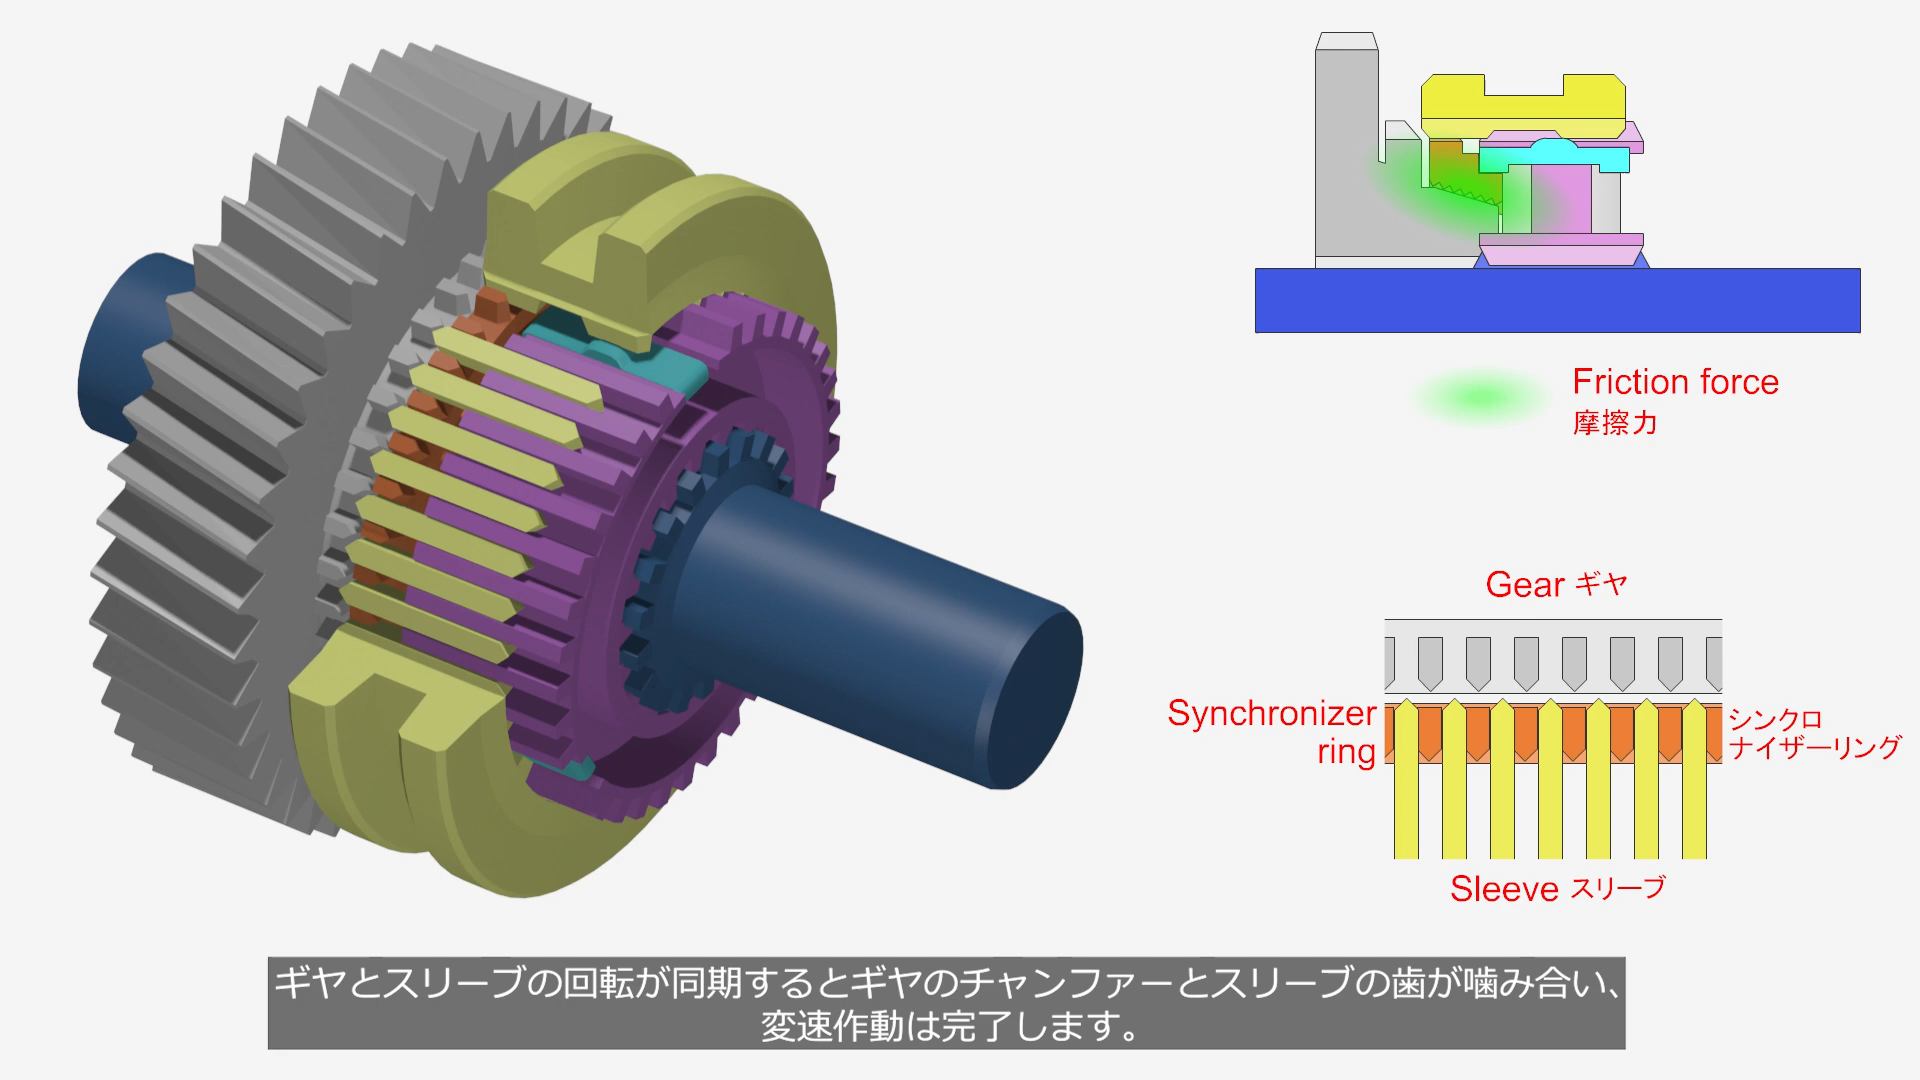 Friction force
摩擦力
Gear ギヤ
Synchronizer
ring
シンクロ
ナイザーリング
Sleeve スリーブ
ギヤとスリーブの回転が同期するとギヤのチャンファーとスリーブの歯が噛み合い、
変速作動は完了します。